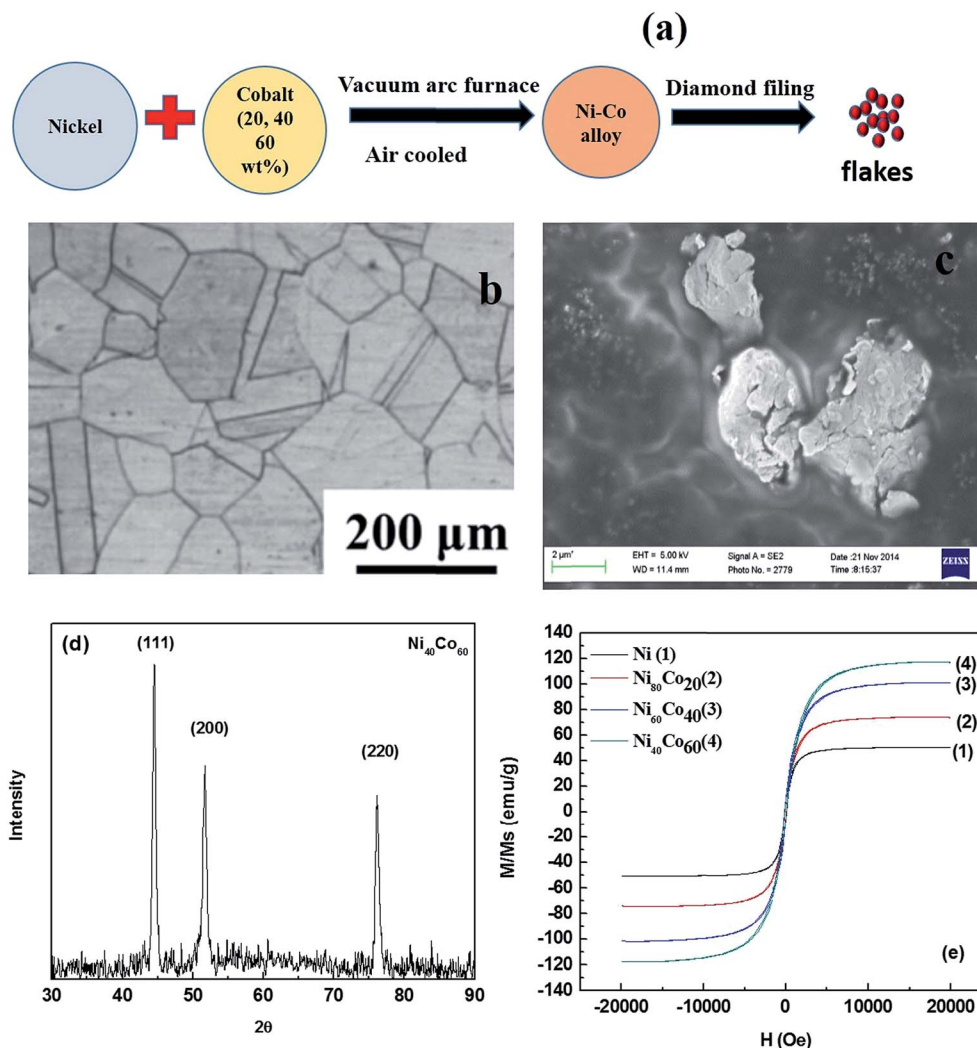 (a)
Nickel
Cobalt
(20, 40
60
wt%)
Vacuum arc furnace
Air cooled
Ni-Co
alloy
Diamond filing
flakes
b
200 µm
c
2 µm*
EHT = 5.00 kV
WD = 11.4 mm
Signal A = SE2
Photo No. = 2779
Date :21 Nov 2014
Time :8:15:37
ZEISS
(d)
Ni40Co60
(111)
(200)
(220)
Intensity
30 40 50 60 70 80 90
2θ
Ni (1)
Ni80Co20(2)
Ni60Co40(3)
Ni40Co60(4)
(4)
(3)
(2)
(1)
M/Ms (emu/g)
140
120
100
80
60
40
20
0
-20
-40
-60
-80
-100
-120
-140
-20000 -10000 0 10000 20000
H (Oe)
(e)